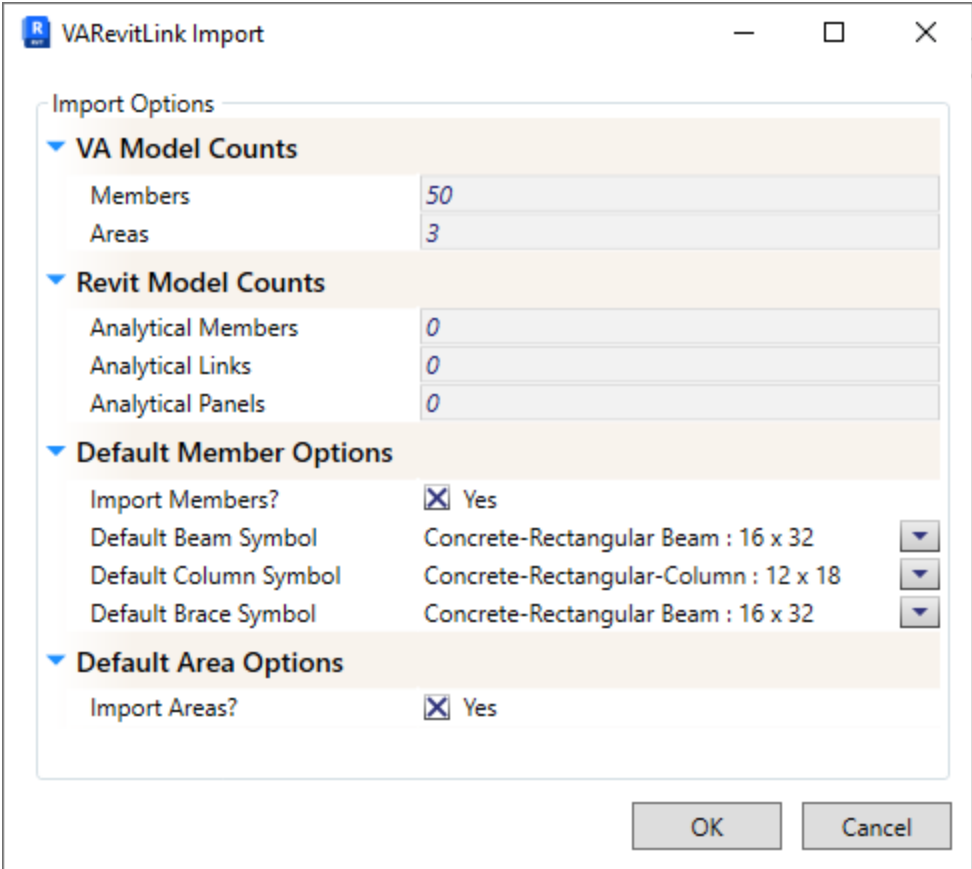 VARevitLink Import
Import Options
VA Model Counts
Members 50
Areas 3
Revit Model Counts
Analytical Members 0
Analytical Links 0
Analytical Panels 0
Default Member Options
Import Members? Yes
Default Beam Symbol Concrete-Rectangular Beam : 16 x 32
Default Column Symbol Concrete-Rectangular-Column : 12 x 18
Default Brace Symbol Concrete-Rectangular Beam : 16 x 32
Default Area Options
Import Areas? Yes
OK Cancel